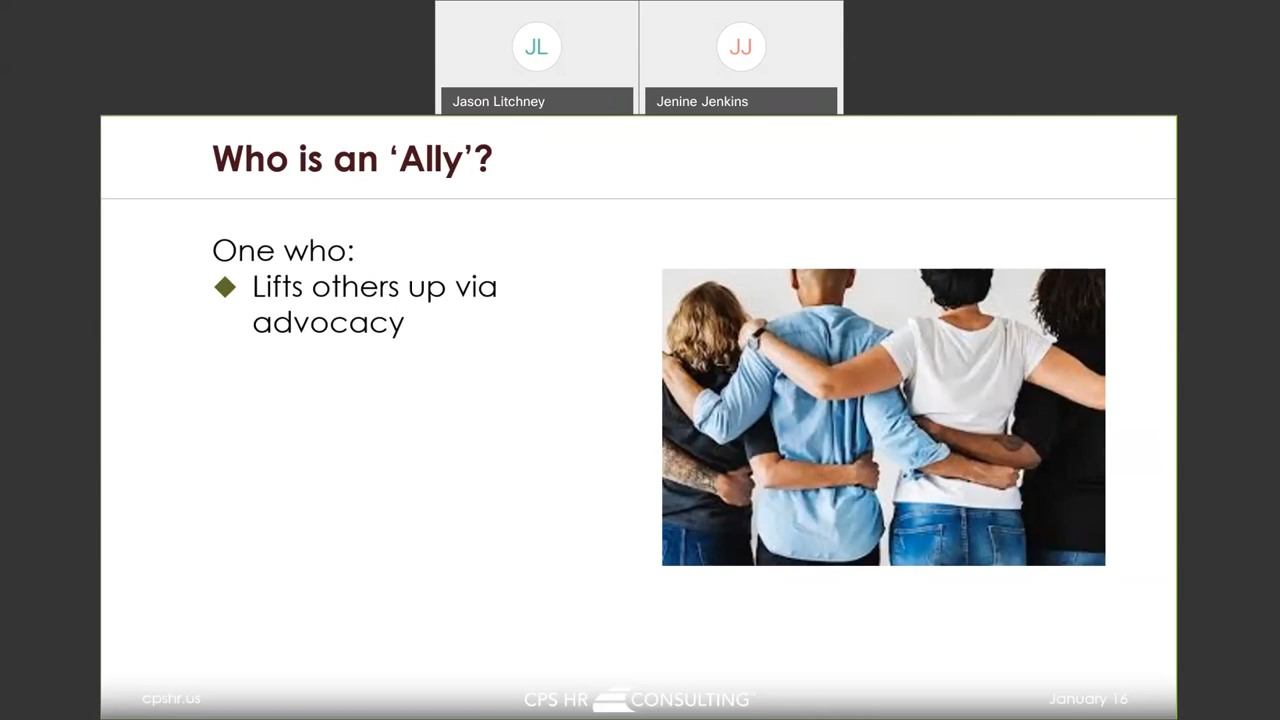 JL
JJ
Jason Litchney
Jenine Jenkins
Who is an ‘Ally’?
One who:
Lifts others up via
advocacy
cpshr.us
CPS HR CONSULTING
January 16